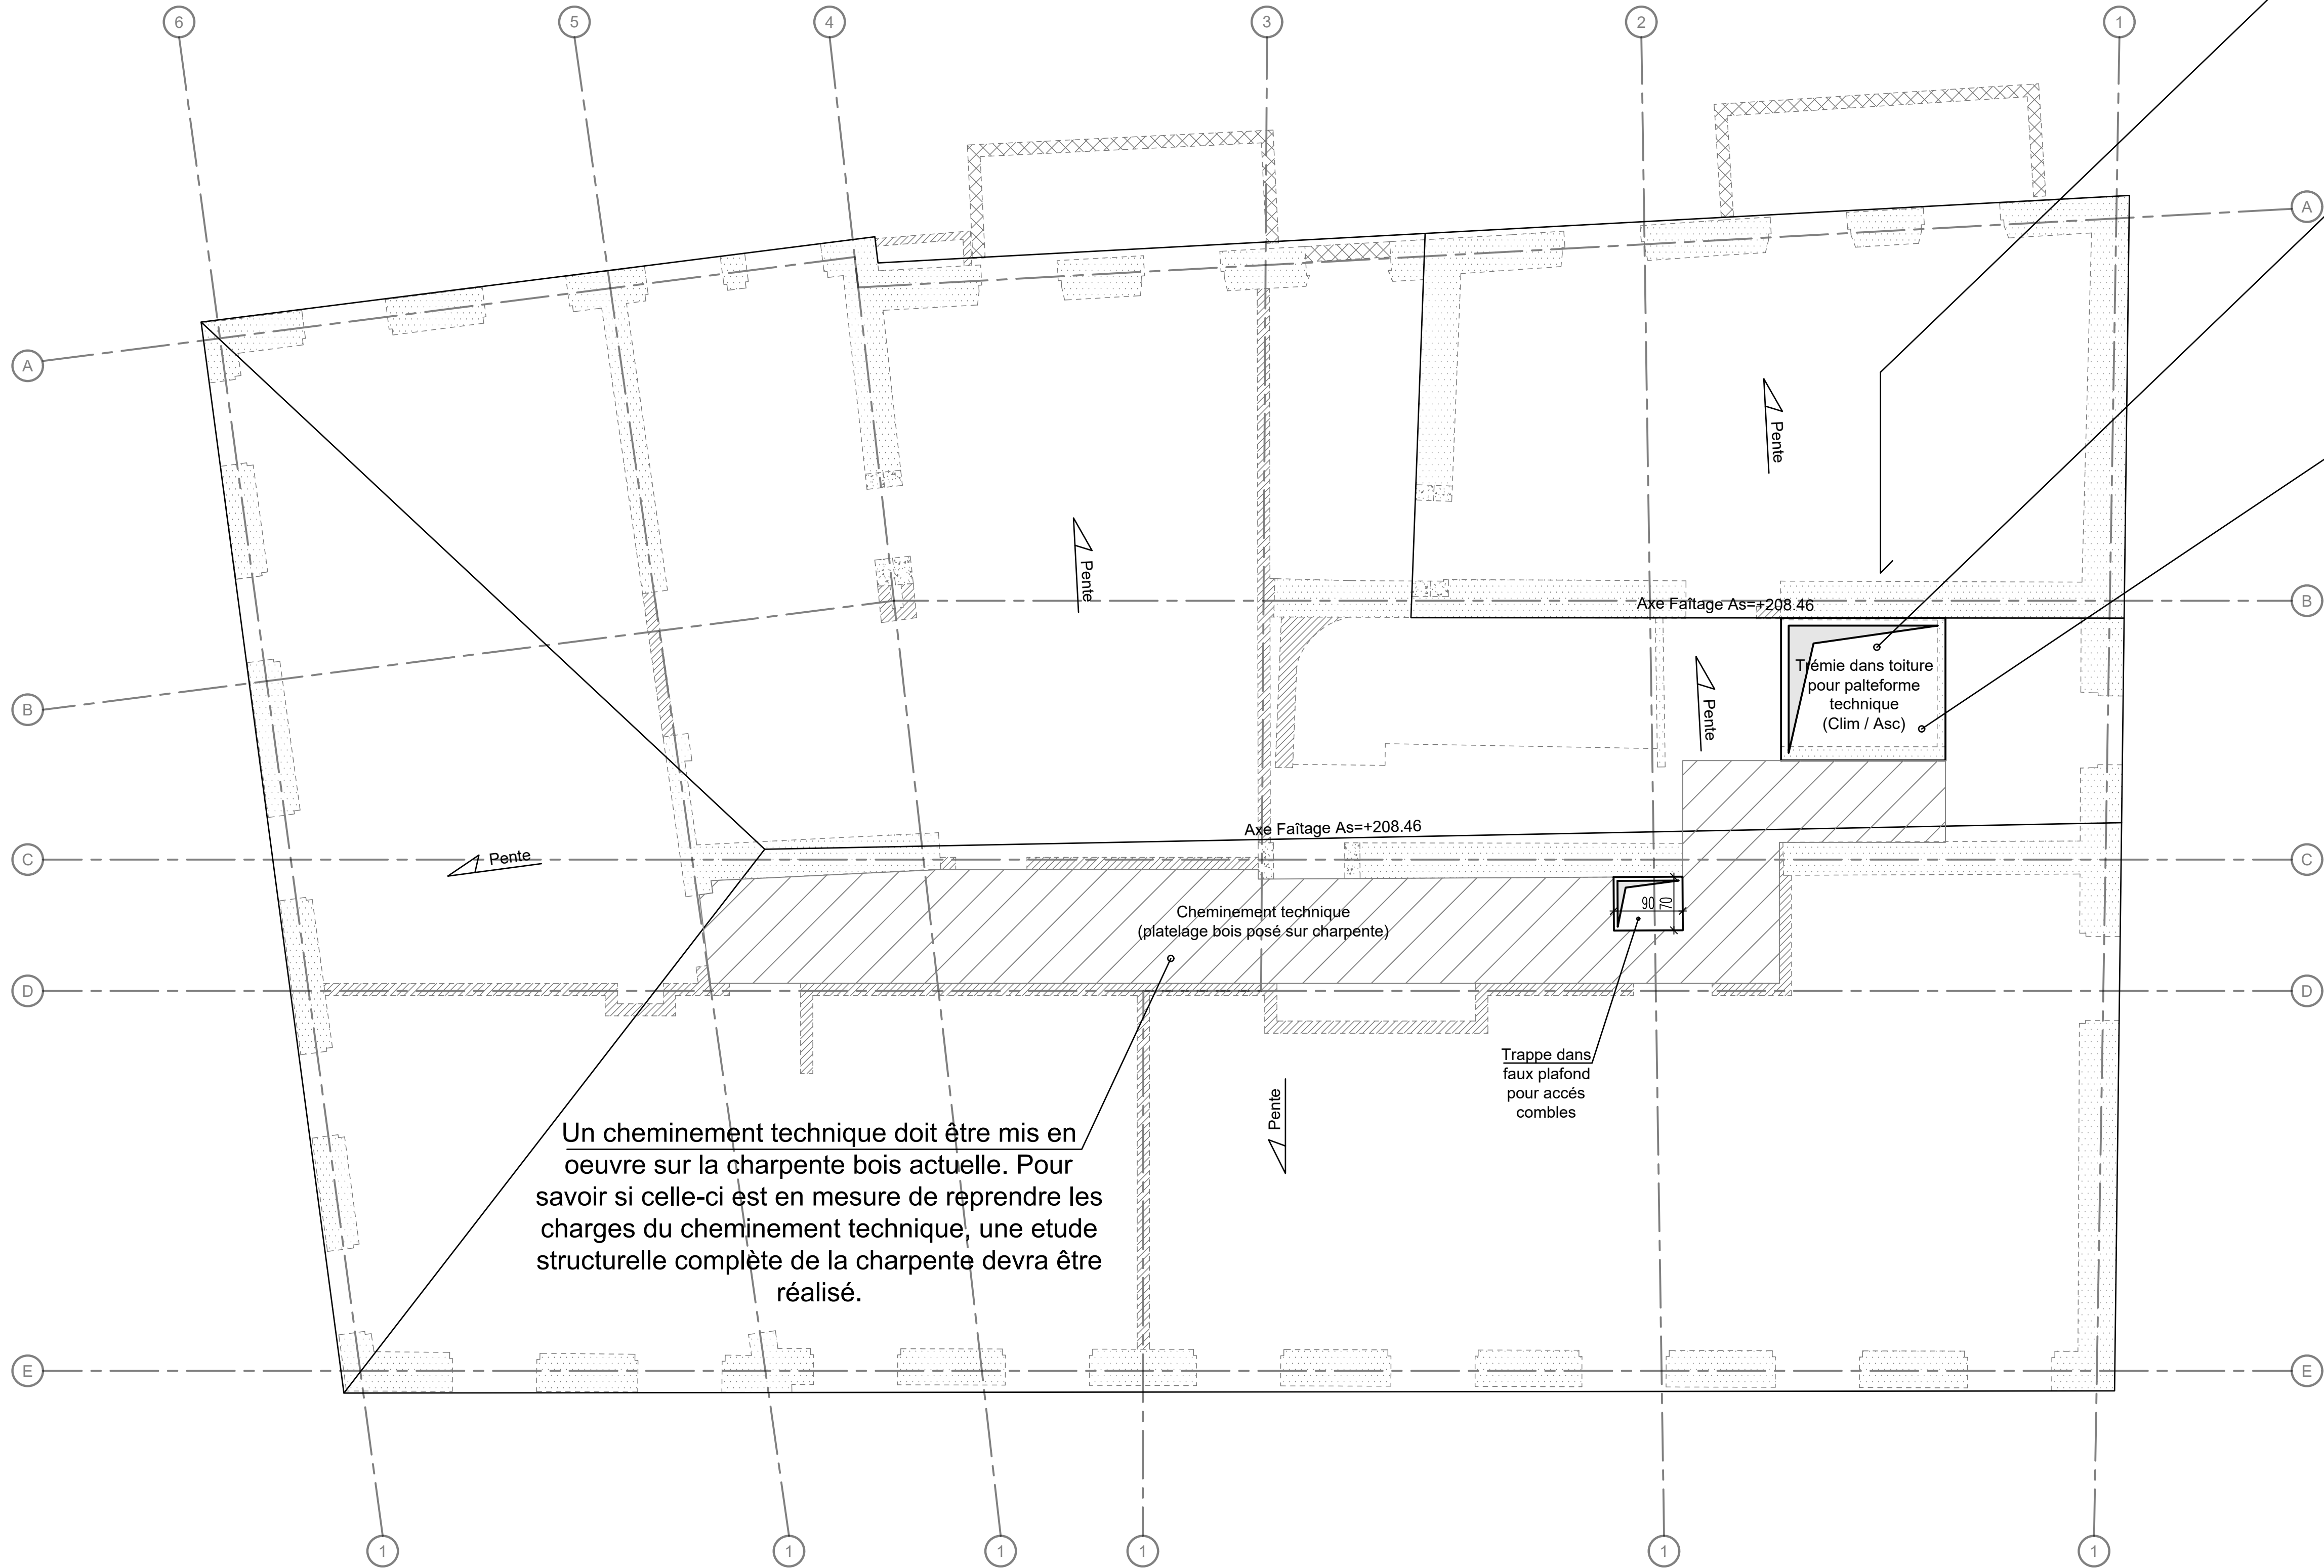 6
5
4
3
2
1
A
A
Pente
Pente
Axe Faîtage As=+208.46
B
Trémie dans toiture
pour palteforme
technique
(Clim / Asc)
Pente
B
Axe Faîtage As=+208.46
Pente
C
C
90
70
Cheminement technique
(platelage bois posé sur charpente)
D
D
Trappe dans
faux plafond
pour accés
combles
Pente
Un cheminement technique doit être mis en
oeuvre sur la charpente bois actuelle. Pour
savoir si celle-ci est en mesure de reprendre les
charges du cheminement technique, une etude
structurelle complète de la charpente devra être
réalisé.
E
E
1
1
1
1
1
1